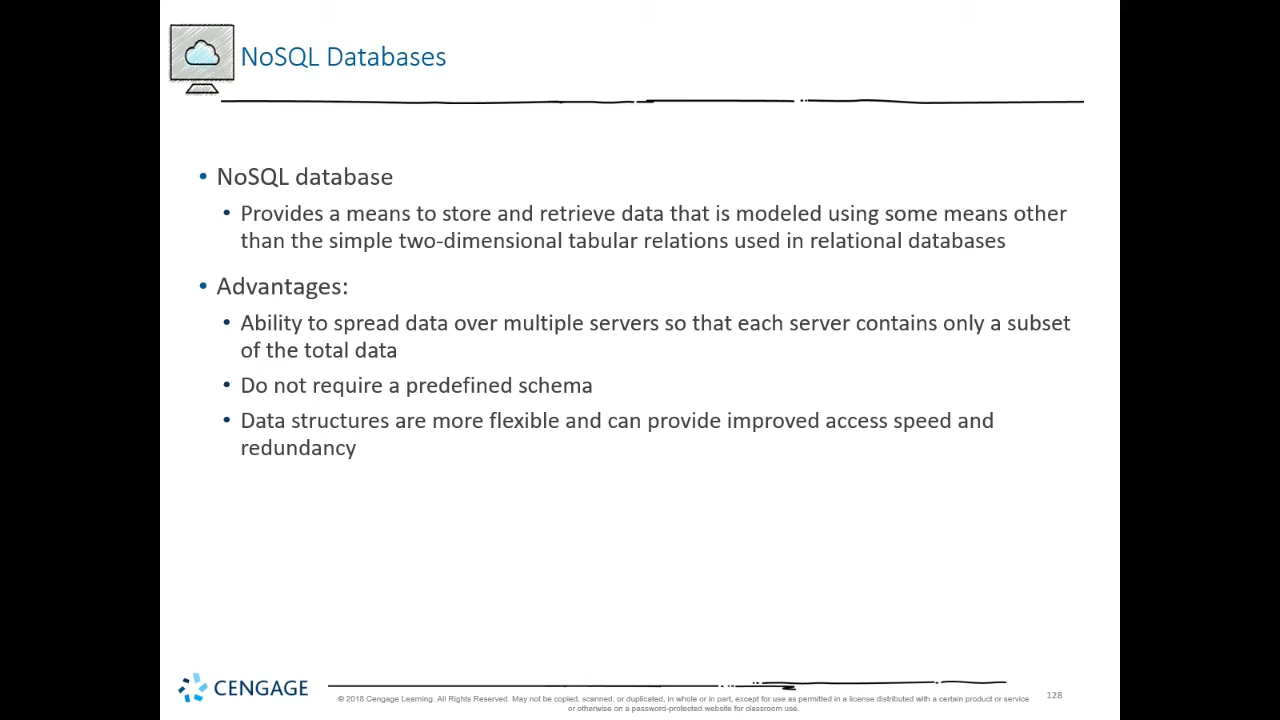 NoSQL Databases
• NoSQL database
• Provides a means to store and retrieve data that is modeled using some means other
than the simple two-dimensional tabular relations used in relational databases
• Advantages:
• Ability to spread data over multiple servers so that each server contains only a subset
of the total data
• Do not require a predefined schema
• Data structures are more flexible and can provide improved access speed and
redundancy
CENGAGE
© 2018 Cengage Learning. All Rights Reserved. May not be copied, scanned, or duplicated, in whole or in part, except for use as permitted in a license distributed with a certain product or service
or otherwise on a password-protected website for classroom use.
128